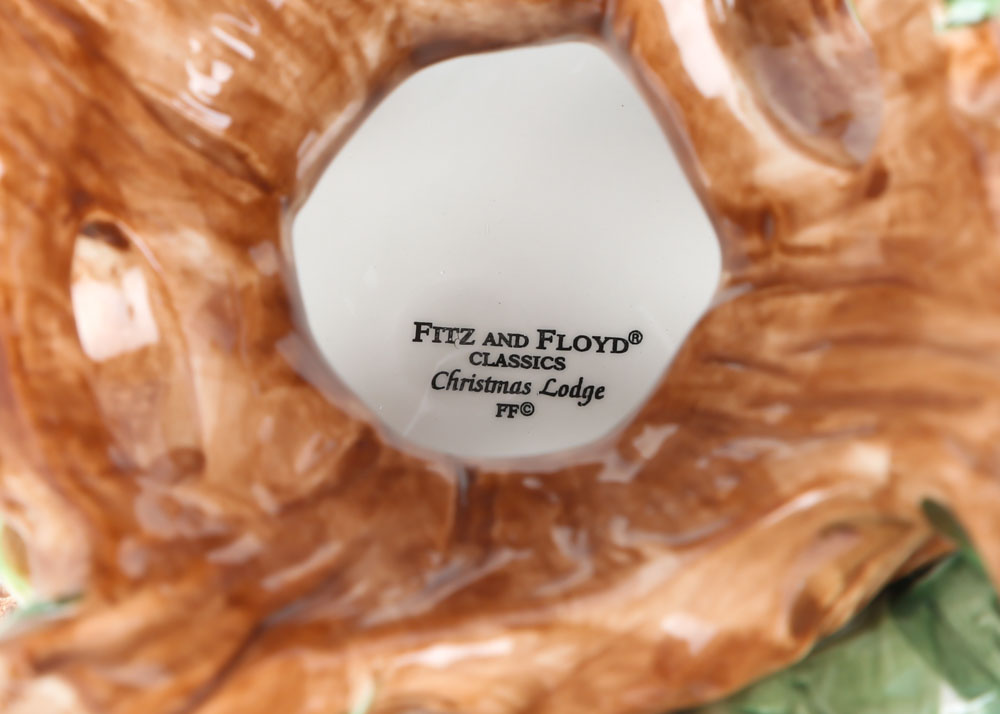 FITZ AND FLOYD®
CLASSICS
Christmas Lodge
FF©